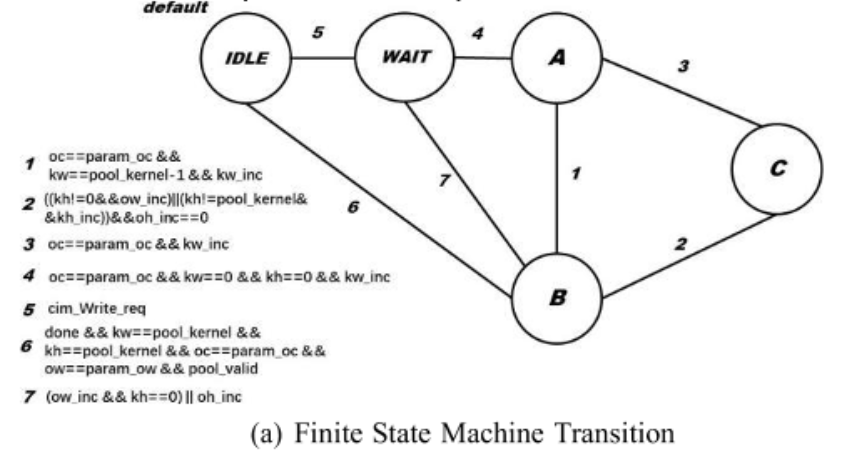 default
IDLE
5
WAIT
4
A
3
C
1
7
6
2
B
1 oc==param_oc &&
kw==pool_kernel-1 && kw_inc
2 ((kh!=0&&ow_inc)||(kh!=pool_kernel&
&kh_inc))&&oh_inc==0
3 oc==param_oc && kw_inc
4 oc==param_oc && kw==0 && kh==0 && kw_inc
5 cim_Write_req
6 done && kw==pool_kernel &&
kh==pool_kernel && oc==param_oc &&
ow==param_ow && pool_valid
7 (ow_inc && kh==0) || oh_inc
(a) Finite State Machine Transition